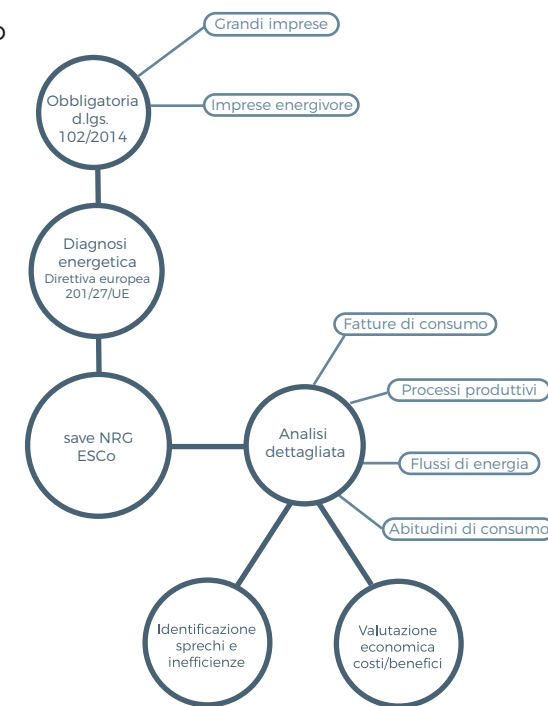 Grandi imprese
Obbligatoria
d.lgs.
102/2014
Imprese energivore
Diagnosi
energetica
Direttiva europea
201/27/UE
Fatture di consumo
Processi produttivi
save NRG
ESCo
Analisi
dettagliata
Flussi di energia
Abitudini di consumo
Identificazione
sprechi e
inefficienze
Valutazione
economica
costi/benefici